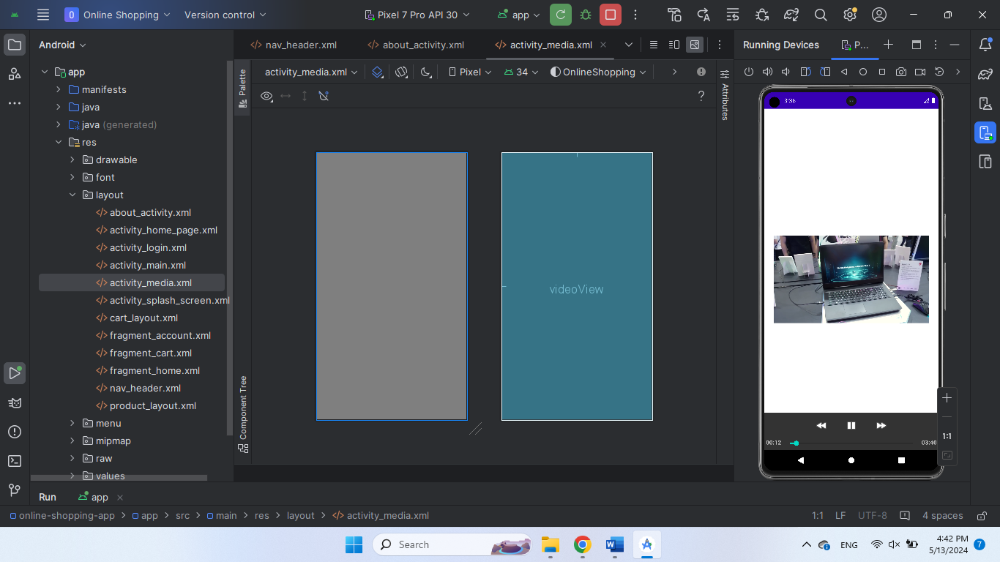 O Online Shopping Version control Pixel 7 Pro API 30 app
Android
nav_header.xml about_activity.xml activity_media.xml
Running Devices P...
app
manifests
java
java (generated)
res
drawable
font
layout
about_activity.xml
activity_home_page.xml
activity_login.xml
activity_main.xml
activity_media.xml
activity_splash_screen.xml
cart_layout.xml
fragment_account.xml
fragment_cart.xml
fragment_home.xml
nav_header.xml
product_layout.xml
menu
mipmap
raw
values
Palette
Component Tree
activity_media.xml Pixel 34 OnlineShopping
?
videoView
Attributes
3:36
00:12 03:40
1:1
Run app
online-shopping-app app src main res layout activity_media.xml
1:1 LF UTF-8 4 spaces
Search
ENG
4:42 PM
5/13/2024
7